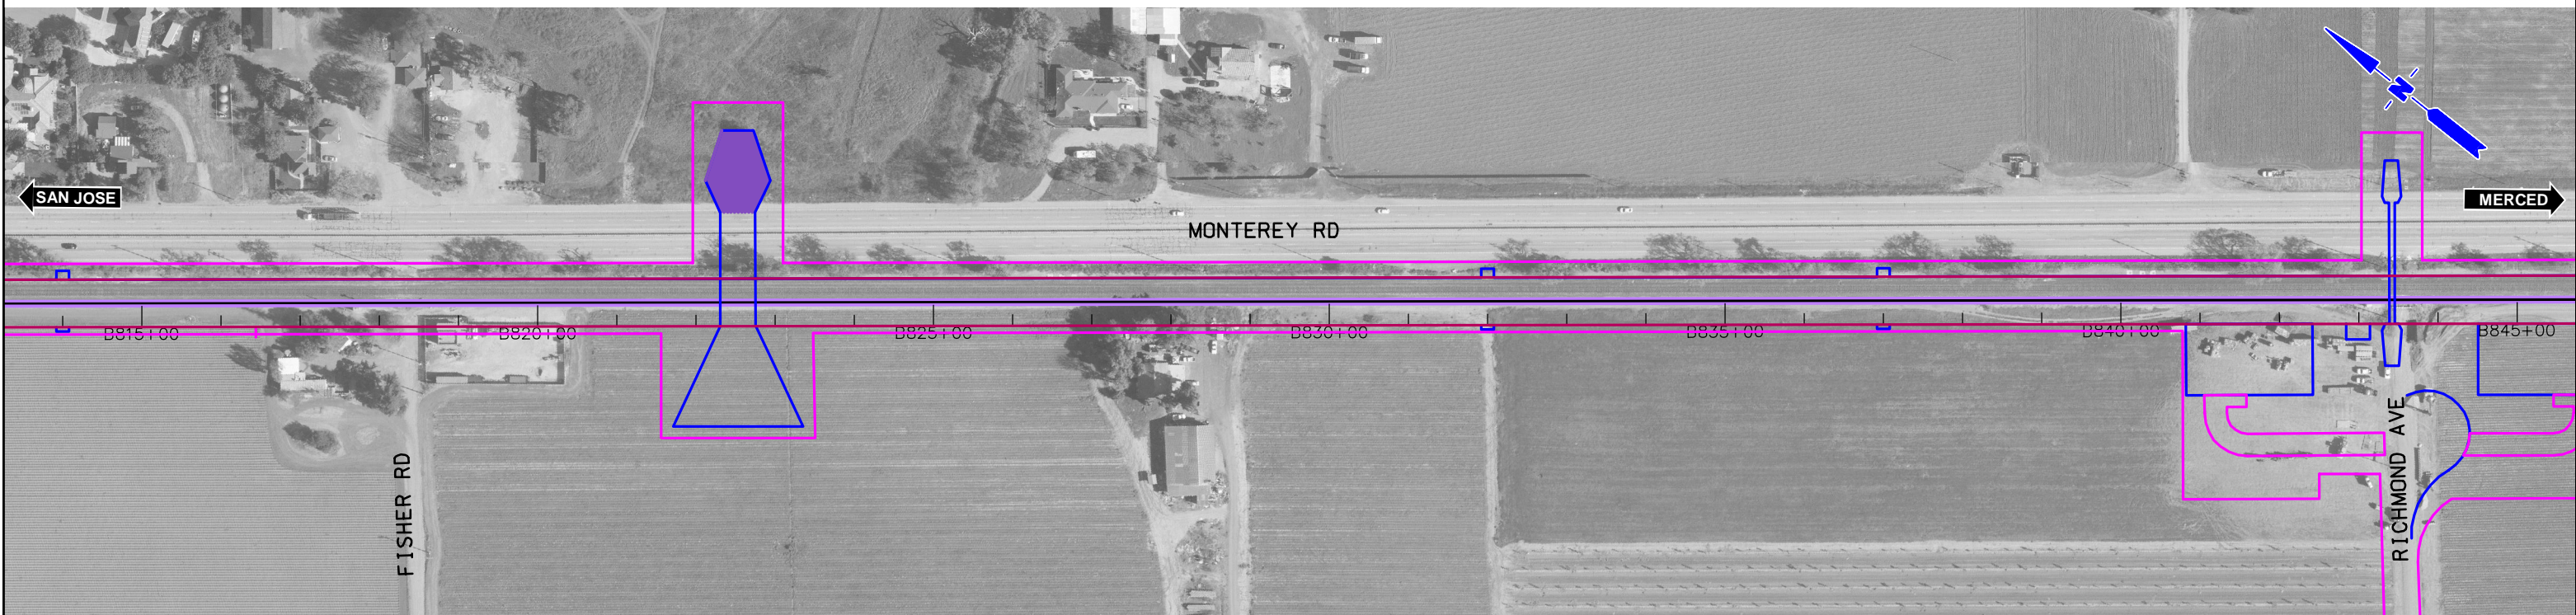 N
SAN JOSE
MERCED
MONTEREY RD
B815+00
B820+00
B825+00
B830+00
B835+00
B840+00
B845+00
FISHER RD
RICHMOND AVE